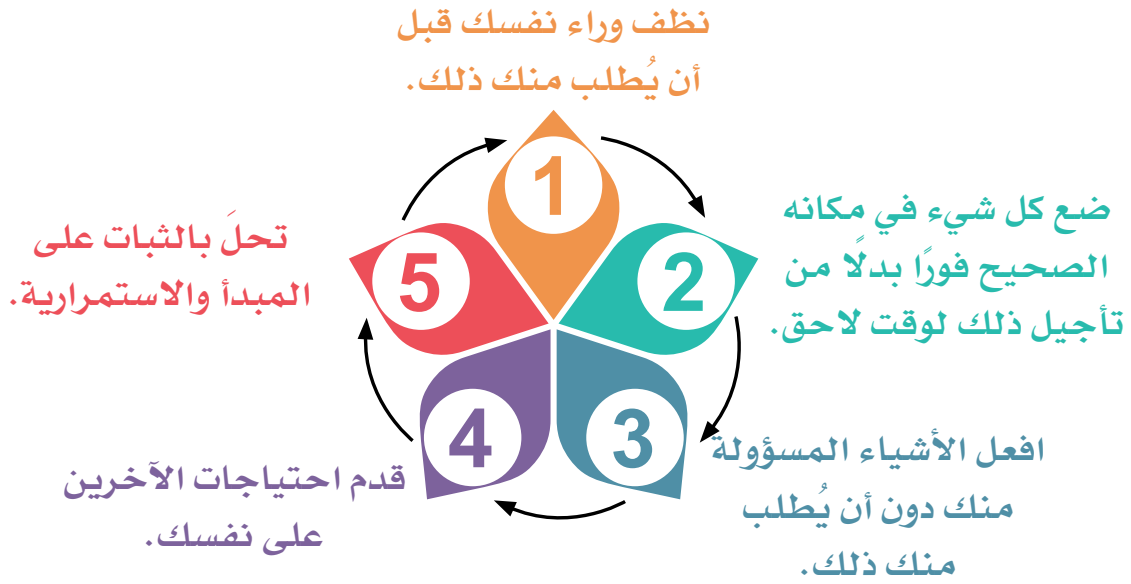 نظف وراء نفسك قبل
أن يُطلب منك ذلك.
1
2
ضع كل شيء في مكانه
الصحيح فورًا بدلًا من
تأجيل ذلك لوقت لاحق.
3
افعل الأشياء المسؤولة
منك دون أن يُطلب
منك ذلك.
4
قدم احتياجات الآخرين
على نفسك.
5
تحلَ بالثبات على
المبدأ والاستمرارية.